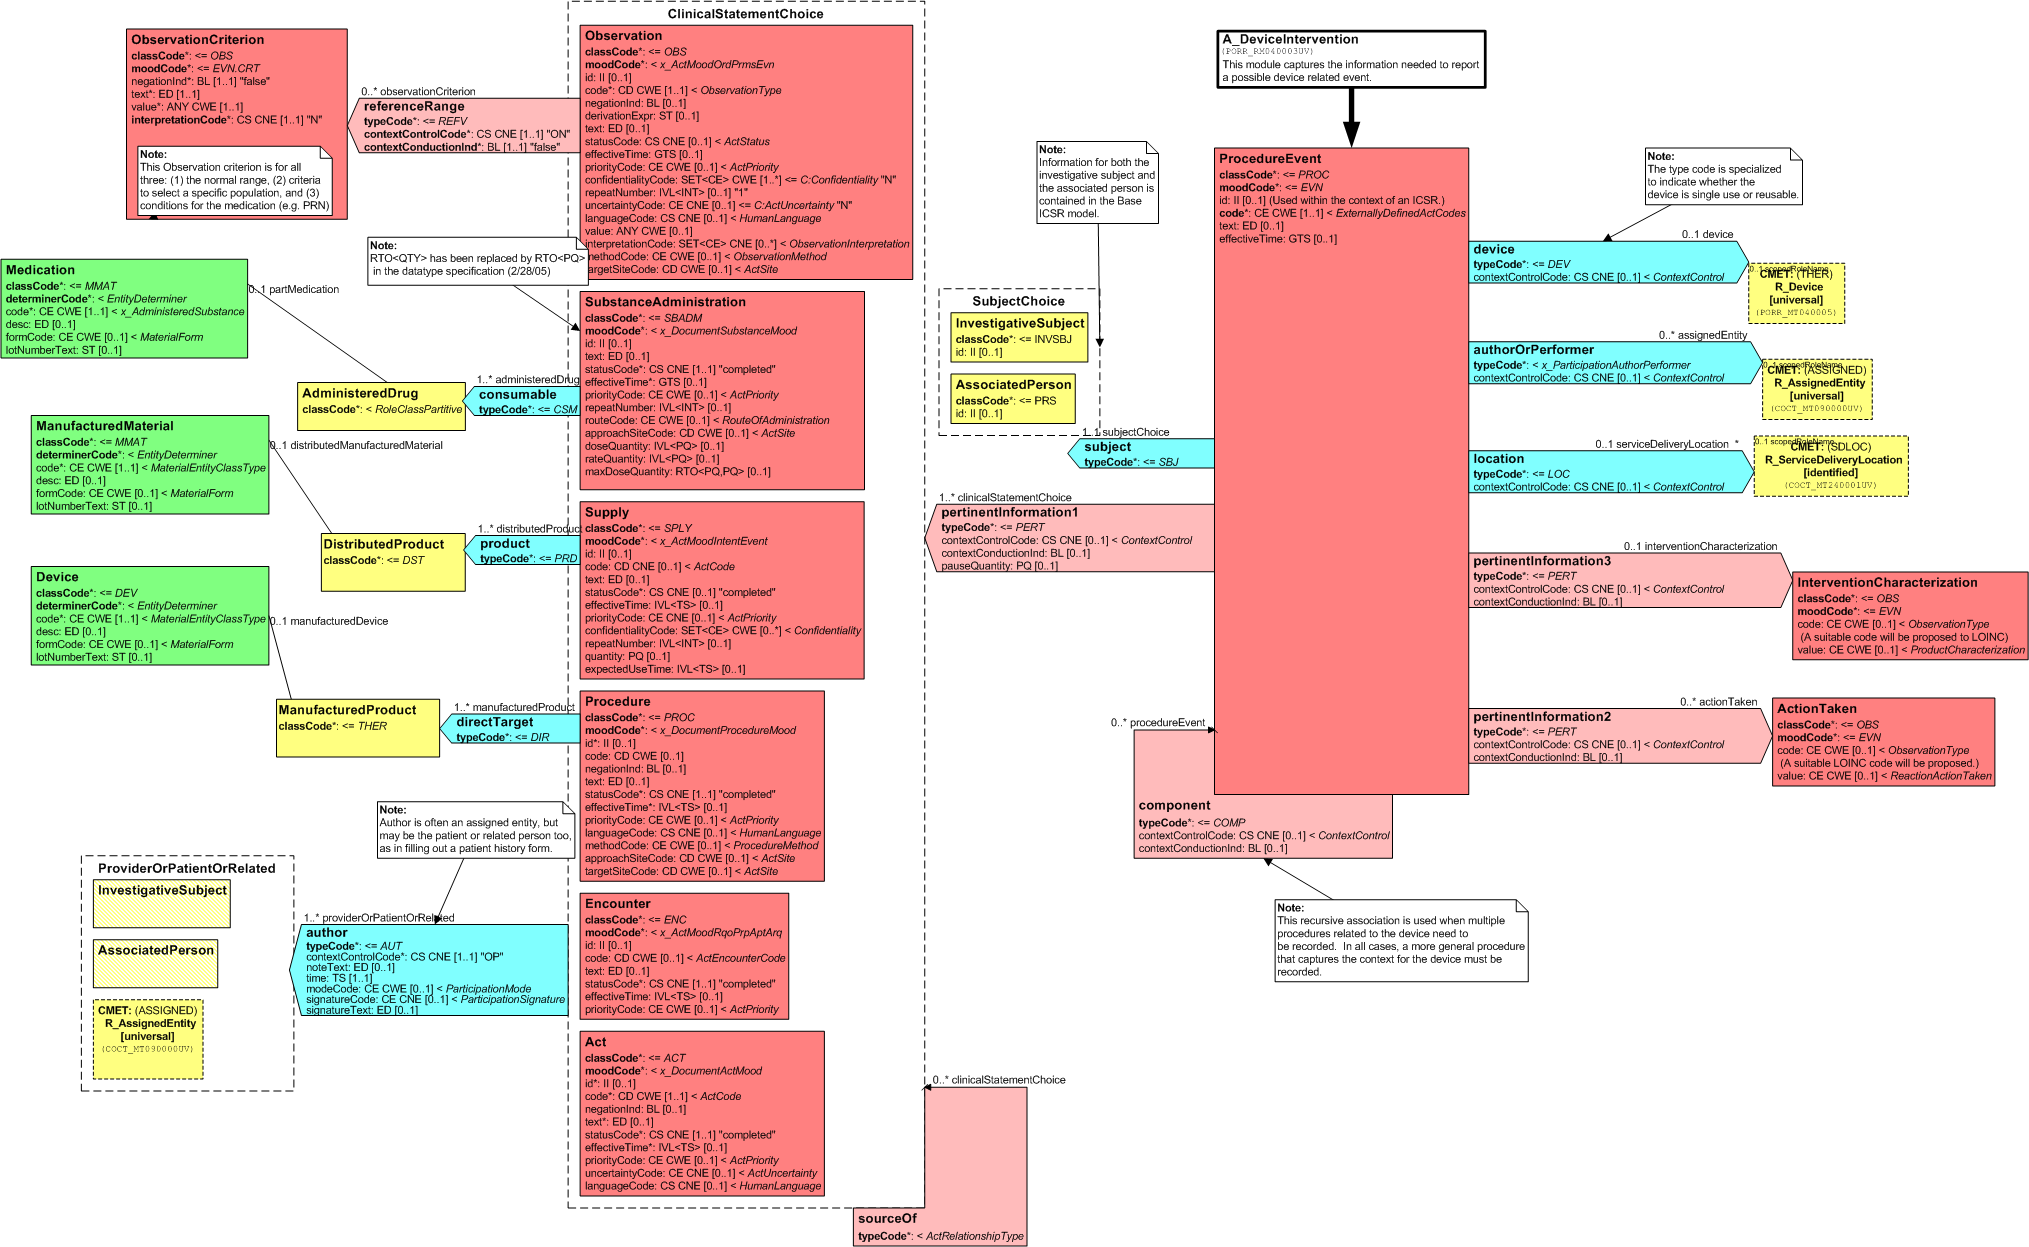 ClinicalStatementChoice
ObservationCriterion
classCode*: <= OBS
moodCode*: <= EVN.CRT
negationInd*: BL [1..1] "false"
text*: ED [1..1]
value*: ANY CWE [1..1]
interpretationCode*: CS CNE [1..1] "N"
Note:
This Observation criterion is for all
three: (1) the normal range, (2) criteria
to select a specific population, and (3)
conditions for the medication (e.g. PRN)
0..* observationCriterion
referenceRange
typeCode*: <= REFV
contextControlCode*: CS CNE [1..1] "ON"
contextConductionInd*: BL [1..1] "false"
Observation
classCode*: <= OBS
moodCode*: < x_ActMoodOrdPrmsEvn
id: II [0..1]
code*: CD CWE [1..1] < ObservationType
negationInd: BL [0..1]
derivationExpr: ST [0..1]
text: ED [0..1]
statusCode: CS CNE [0..1] < ActStatus
effectiveTime: GTS [0..1]
priorityCode: CE CWE [0..1] < ActPriority
confidentialityCode: SET<CE> CWE [1..*] <= C:Confidentiality "N"
repeatNumber: IVL<INT> [0..1] "1"
uncertaintyCode: CE CNE [0..1] <= C:ActUncertainty "N"
languageCode: CS CNE [0..1] < HumanLanguage
value: ANY CWE [0..1]
interpretationCode: SET<CE> CNE [0..*] < ObservationInterpretation
methodCode: CE CWE [0..1] < ObservationMethod
targetSiteCode: CD CWE [0..1] < ActSite
Note:
RTO<QTY> has been replaced by RTO<PQ>
in the datatype specification (2/28/05)
Medication
classCode*: <= MMAT
determinerCode*: < EntityDeterminer
code*: CE CWE [1..1] < x_AdministeredSubstance
desc: ED [0..1]
formCode: CE CWE [0..1] < MaterialForm
lotNumberText: ST [0..1]
0..1 partMedication
AdministeredDrug
classCode*: < RoleClassPartitive
1..* administeredDrug
consumable
typeCode*: <= CSM
SubstanceAdministration
classCode*: <= SBADM
moodCode*: < x_DocumentSubstanceMood
id: II [0..1]
text: ED [0..1]
statusCode*: CS CNE [1..1] "completed"
effectiveTime*: GTS [0..1]
priorityCode*: CE CWE [0..1] < ActPriority
repeatNumber: IVL<INT> [0..1]
routeCode: CE CWE [0..1] < RouteOfAdministration
approachSiteCode: CD CWE [0..1] < ActSite
doseQuantity: IVL<PQ> [0..1]
rateQuantity: IVL<PQ> [0..1]
maxDoseQuantity: RTO<PQ,PQ> [0..1]
ManufacturedMaterial
classCode*: <= MMAT
determinerCode*: < EntityDeterminer
code*: CE CWE [1..1] < MaterialEntityClassType
desc: ED [0..1]
formCode: CE CWE [0..1] < MaterialForm
lotNumberText: ST [0..1]
0..1 distributedManufacturedMaterial
DistributedProduct
classCode*: <= DST
1..* distributedProduct
product
typeCode*: <= PRD
Supply
classCode*: <= SPLY
moodCode*: < x_ActMoodIntentEvent
id: II [0..1]
code: CD CNE [0..1] < ActCode
text: ED [0..1]
statusCode*: CS CNE [0..1] "completed"
effectiveTime: IVL<TS> [0..1]
priorityCode: CE CNE [0..1] < ActPriority
confidentialityCode: SET<CE> CWE [0..*] < Confidentiality
repeatNumber: IVL<INT> [0..1]
quantity: PQ [0..1]
expectedUseTime: IVL<TS> [0..1]
Device
classCode*: <= DEV
determinerCode*: < EntityDeterminer
code*: CE CWE [1..1] < MaterialEntityClassType
desc: ED [0..1]
formCode: CE CWE [0..1] < MaterialForm
lotNumberText: ST [0..1]
0..1 manufacturedDevice
ManufacturedProduct
classCode*: <= THER
1..* manufacturedProduct
directTarget
typeCode*: <= DIR
Procedure
classCode*: <= PROC
moodCode*: < x_DocumentProcedureMood
id*: II [0..1]
code: CD CWE [0..1]
negationInd: BL [0..1]
text: ED [0..1]
statusCode*: CS CNE [1..1] "completed"
effectiveTime*: IVL<TS> [0..1]
priorityCode: CE CWE [0..1] < ActPriority
languageCode: CS CNE [0..1] < HumanLanguage
methodCode: CE CWE [0..1] < ProcedureMethod
approachSiteCode: CD CWE [0..1] < ActSite
targetSiteCode: CD CWE [0..1] < ActSite
Note:
Author is often an assigned entity, but
may be the patient or related person too,
as in filling out a patient history form.
ProviderOrPatientOrRelated
InvestigativeSubject
AssociatedPerson
CMET: (ASSIGNED)
R_AssignedEntity
[universal]
(COCT_MT090000UV)
1..* providerOrPatientOrRelated
author
typeCode*: <= AUT
contextControlCode*: CS CNE [1..1] "OP"
noteText: ED [0..1]
time: TS [1..1]
modeCode: CE CWE [0..1] < ParticipationMode
signatureCode: CE CNE [0..1] < ParticipationSignature
signatureText: ED [0..1]
Encounter
classCode*: <= ENC
moodCode*: < x_ActMoodRqoPrpAptArq
id: II [0..1]
code: CD CWE [0..1] < ActEncounterCode
text: ED [0..1]
statusCode*: CS CNE [1..1] "completed"
effectiveTime: IVL<TS> [0..1]
priorityCode: CE CWE [0..1] < ActPriority
Act
classCode*: <= ACT
moodCode*: < x_DocumentActMood
id*: II [0..1]
code*: CD CWE [1..1] < ActCode
negationInd: BL [0..1]
text*: ED [0..1]
statusCode*: CS CNE [1..1] "completed"
effectiveTime*: IVL<TS> [0..1]
priorityCode: CE CWE [0..1] < ActPriority
uncertaintyCode: CE CNE [0..1] < ActUncertainty
languageCode: CS CNE [0..1] < HumanLanguage
0..* clinicalStatementChoice
sourceOf
typeCode*: < ActRelationshipType
A_DeviceIntervention
(PORR_RM040003UV)
This module captures the information needed to report
a possible device related event.
Note:
Information for both the
investigative subject and
the associated person is
contained in the Base
ICSR model.
SubjectChoice
InvestigativeSubject
classCode*: <= INVSBJ
id: II [0..1]
AssociatedPerson
classCode*: <= PRS
id: II [0..1]
1..1 subjectChoice
subject
typeCode*: <= SBJ
1..* clinicalStatementChoice
pertinentInformation1
typeCode*: <= PERT
contextControlCode: CS CNE [0..1] < ContextControl
contextConductionInd: BL [0..1]
pauseQuantity: PQ [0..1]
ProcedureEvent
classCode*: <= PROC
moodCode*: <= EVN
id: II [0..1] (Used within the context of an ICSR.)
code*: CE CWE [1..1] < ExternallyDefinedActCodes
text: ED [0..1]
effectiveTime: GTS [0..1]
0..* procedureEvent
component
typeCode*: <= COMP
contextControlCode: CS CNE [0..1] < ContextControl
contextConductionInd: BL [0..1]
Note:
This recursive association is used when multiple
procedures related to the device need to
be recorded. In all cases, a more general procedure
that captures the context for the device must be
recorded.
Note:
The type code is specialized
to indicate whether the
device is single use or reusable.
0..1 device
device
typeCode*: <= DEV
contextControlCode: CS CNE [0..1] < ContextControl
0..1 scopedRoleName
CMET: (THER)
R_Device
[universal]
(PORR_MT040005)
0..* assignedEntity
authorOrPerformer
typeCode*: < x_ParticipationAuthorPerformer
contextControlCode: CS CNE [0..1] < ContextControl
0..1 scopedRoleName
CMET: (ASSIGNED)
R_AssignedEntity
[universal]
(COCT_MT090000UV)
0..1 serviceDeliveryLocation *
location
typeCode*: <= LOC
contextControlCode: CS CNE [0..1] < ContextControl
0..1 scopedRoleName
CMET: (SDLOC)
R_ServiceDeliveryLocation
[identified]
(COCT_MT240001UV)
0..1 interventionCharacterization
pertinentInformation3
typeCode*: <= PERT
contextControlCode: CS CNE [0..1] < ContextControl
contextConductionInd: BL [0..1]
InterventionCharacterization
classCode*: <= OBS
moodCode*: <= EVN
code: CE CWE [0..1] < ObservationType
(A suitable code will be proposed to LOINC)
value: CE CWE [0..1] < ProductCharacterization
0..* actionTaken
pertinentInformation2
typeCode*: <= PERT
contextControlCode: CS CNE [0..1] < ContextControl
contextConductionInd: BL [0..1]
ActionTaken
classCode*: <= OBS
moodCode*: <= EVN
code: CE CWE [0..1] < ObservationType
(A suitable LOINC code will be proposed.)
value: CE CWE [0..1] < ReactionActionTaken